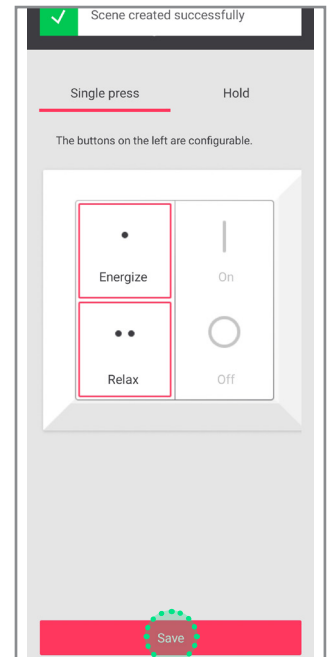 Scene created successfully
Single press Hold
The buttons on the left are configurable.
Energize On
Relax Off
Save